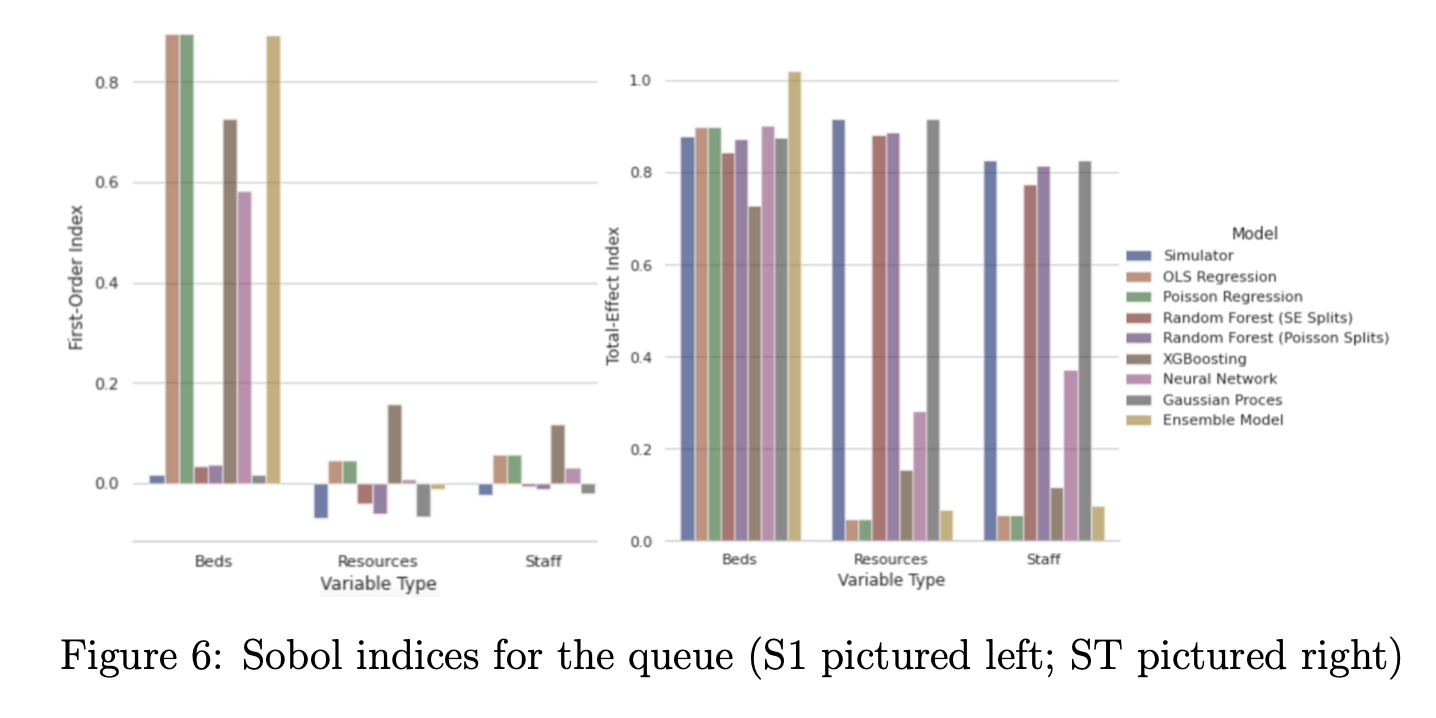 0.8
0.6
0.4
0.2
0.0
First-Order Index
Beds
Resources
Staff
Variable Type
1.0
0.8
0.6
0.4
0.2
0.0
Total-Effect Index
Beds
Resources
Staff
Variable Type
Model
Simulator
OLS Regression
Poisson Regression
Random Forest (SE Splits)
Random Forest (Poisson Splits)
XGBoosting
Neural Network
Gaussian Proces
Ensemble Model
Figure 6: Sobol indices for the queue (S1 pictured left; ST pictured right)